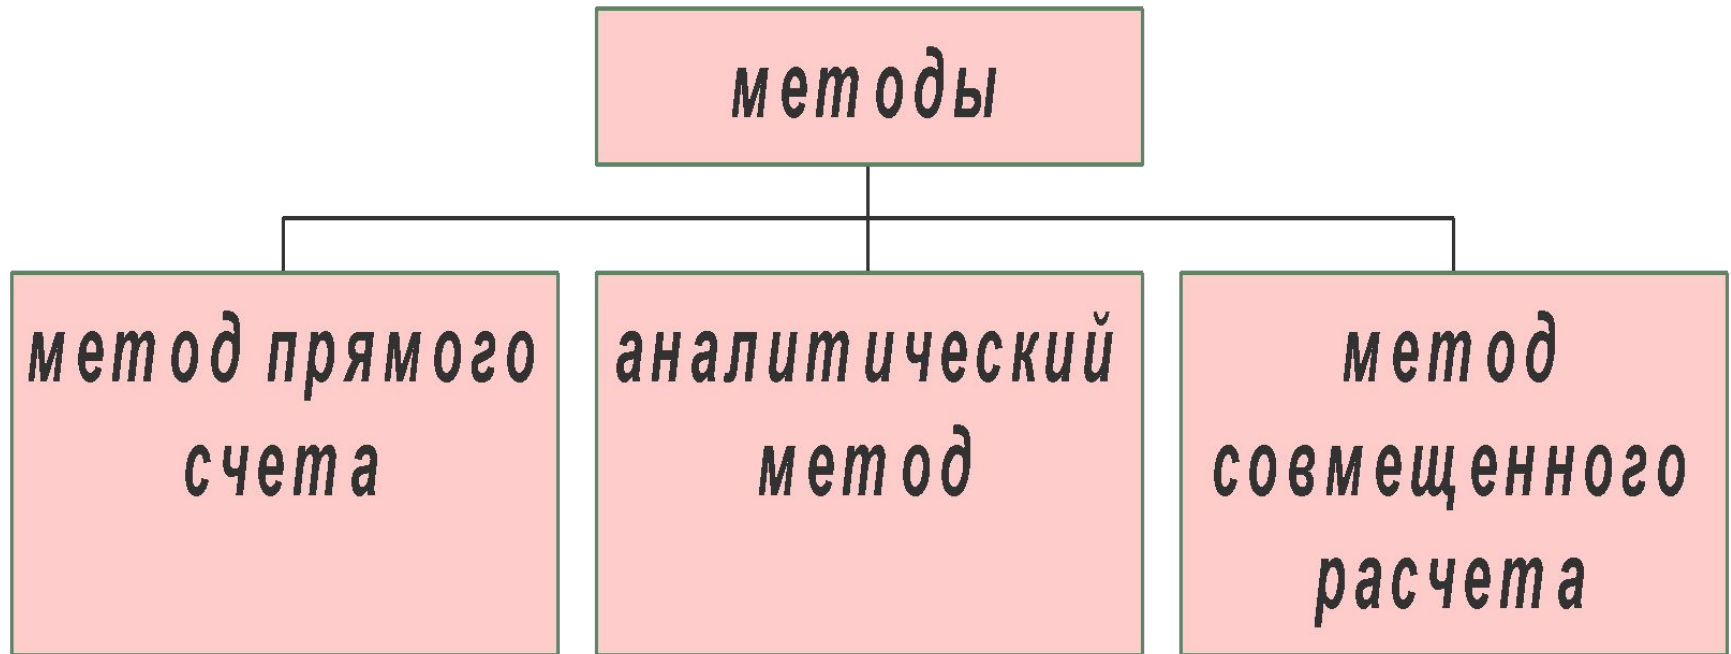 методы
метод прямого
счета
аналитический
метод
метод
совмещенного
расчета